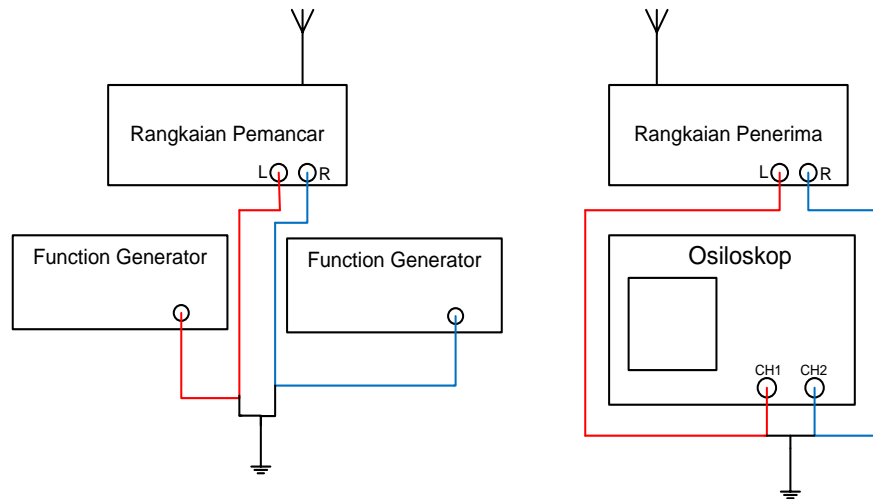 Rangkaian Pemancar
L R
Function Generator
Function Generator
Rangkaian Penerima
L R
Osiloskop
CH1 CH2